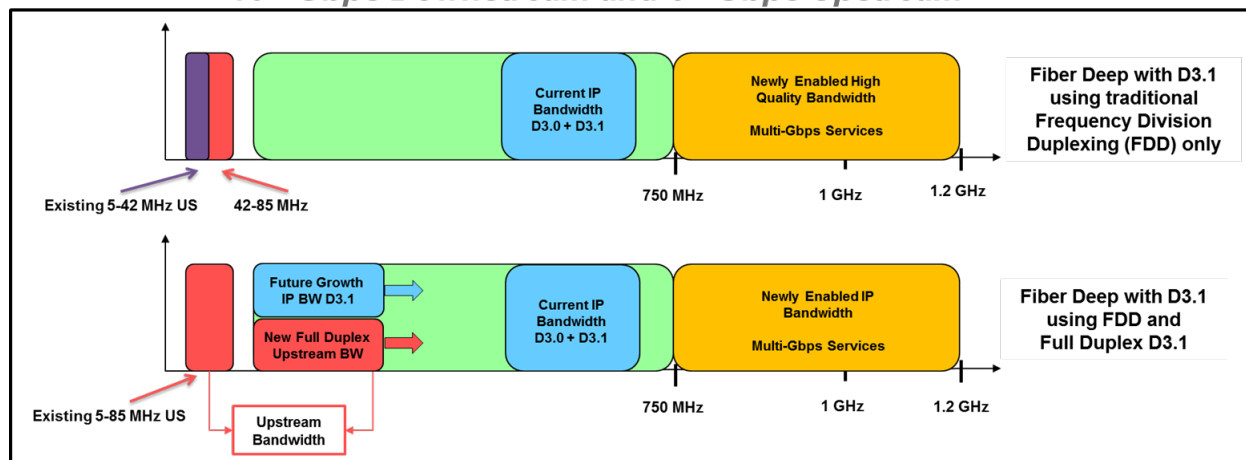 Current IP
Bandwidth
D3.0 + D3.1
Newly Enabled High
Quality Bandwidth
Multi-Gbps Services
Fiber Deep with D3.1
using traditional
Frequency Division
Duplexing (FDD) only
750 MHz
1 GHz
1.2 GHz
Existing 5-42 MHz US
42-85 MHz
Future Growth
IP BW D3.1
New Full Duplex
Upstream BW
Current IP
Bandwidth
D3.0 + D3.1
Newly Enabled IP
Bandwidth
Multi-Gbps Services
Fiber Deep with D3.1
using FDD and
Full Duplex D3.1
750 MHz
1 GHz
1.2 GHz
Existing 5-85 MHz US
Upstream
Bandwidth